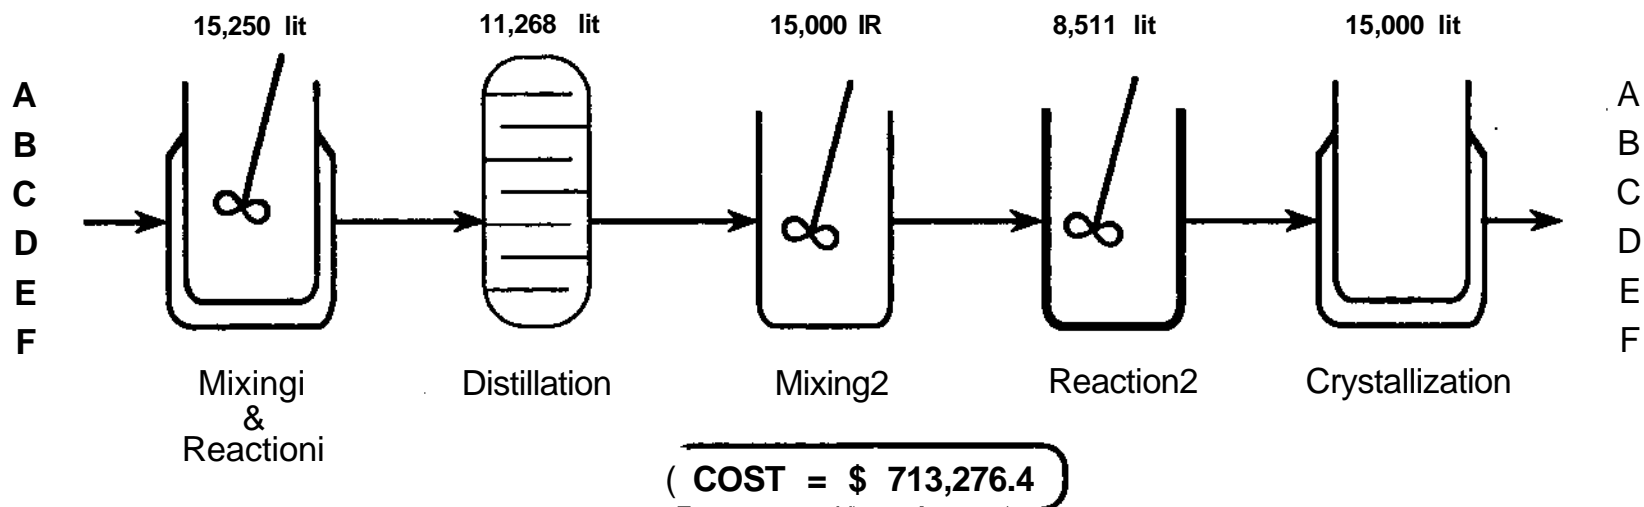 15,250 lit
11,268 lit
15,000 IR
8,511 lit
15,000 lit
A
B
C
D
E
F
A
B
C
D
E
F
Mixingi
&
Reactioni
Distillation
Mixing2
Reaction2
Crystallization
( COST = $ 713,276.4